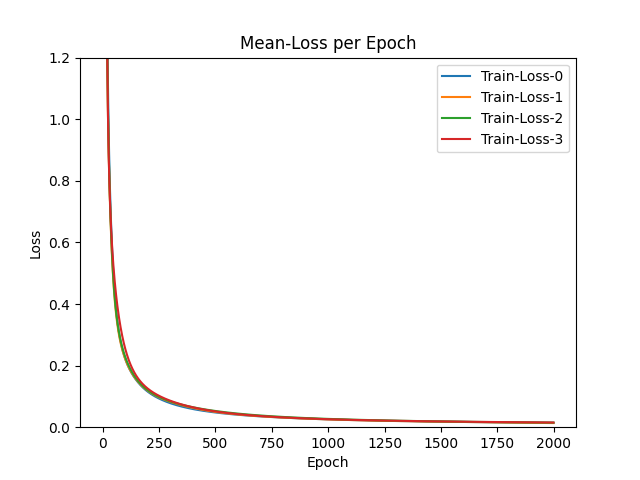 Mean-Loss per Epoch
Train-Loss-0
Train-Loss-1
Train-Loss-2
Train-Loss-3
Loss
1.2
1.0
0.8
0.6
0.4
0.2
0.0
0 250 500 750 1000 1250 1500 1750 2000
Epoch